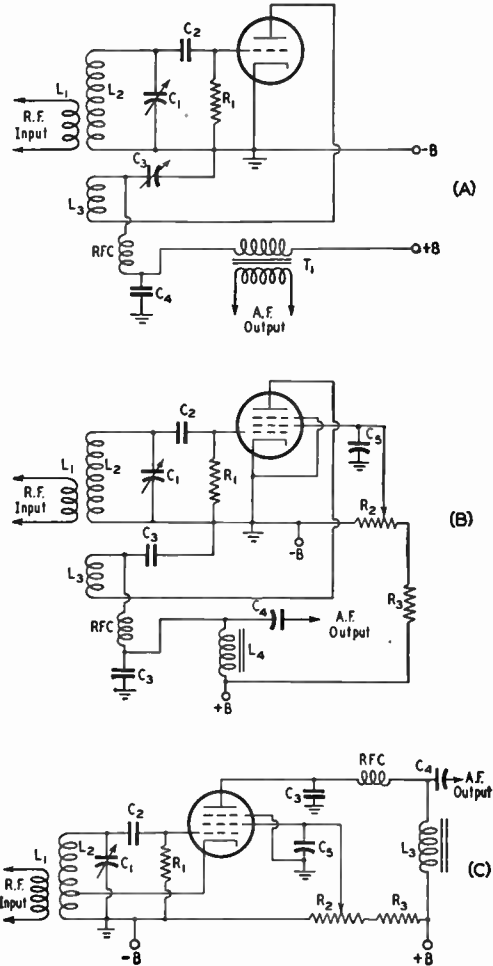 C2
L1
L2
R.F.
Input
C1
R1
-B
C3
(A)
L3
RFC
+B
T1
C4
A.F.
Output
C2
C5
L1
L2
R.F.
Input
C1
R1
R2
(B)
-B
C3
L3
R3
RFC
C4
A.F.
Output
C3
L4
+B
RFC
C4
A.F.
Output
C3
C2
L1
L2
C5
L3
(C)
R.F.
Input
C1
R1
R2
R3
-B
+B